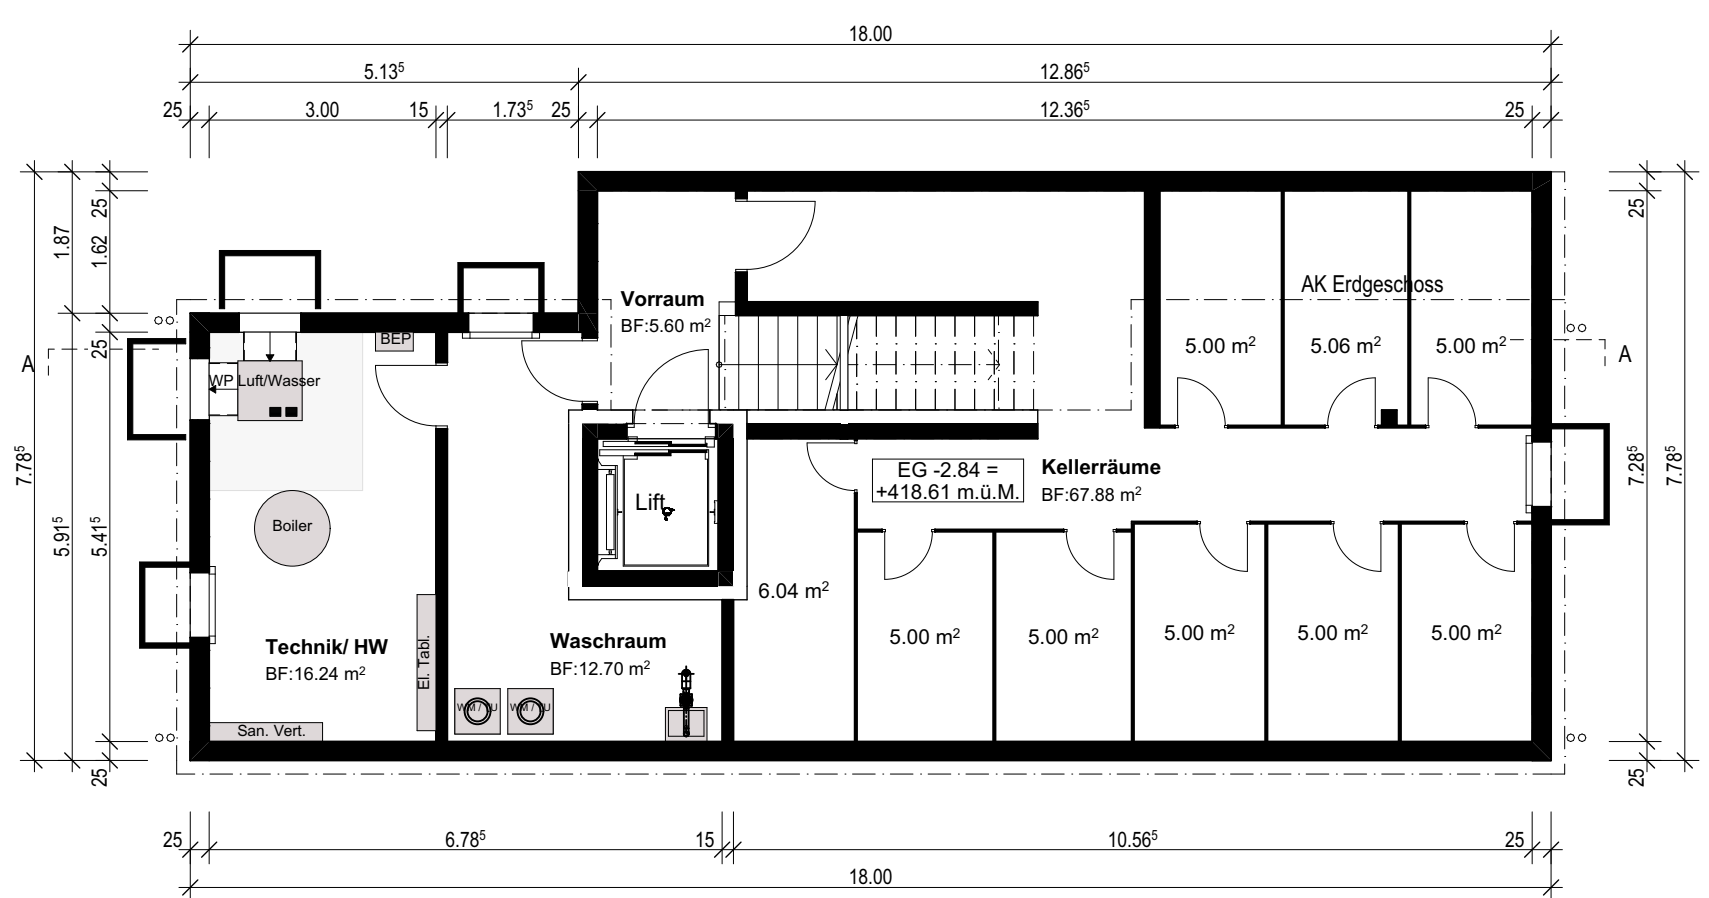 18.00
5.13⁵
12.86⁵
25
3.00
15
1.73⁵
25
12.36⁵
25
7.78⁵
1.87
5.91⁵
25
1.62
25
5.41⁵
25
25
7.28⁵
25
7.78⁵
Vorraum
BF:5.60 m²
AK Erdgeschoss
A
A
BEP
WP Luft/Wasser
5.00 m²
5.06 m²
5.00 m²
EG -2.84 =
+418.61 m.ü.M.
Kellerräume
BF:67.88 m²
Lift
Boiler
6.04 m²
Technik/ HW
BF:16.24 m²
El. Tabl.
Waschraum
BF:12.70 m²
5.00 m²
5.00 m²
5.00 m²
5.00 m²
5.00 m²
WM / TU
WM / TU
San. Vert.
25
6.78⁵
15
10.56⁵
25
18.00